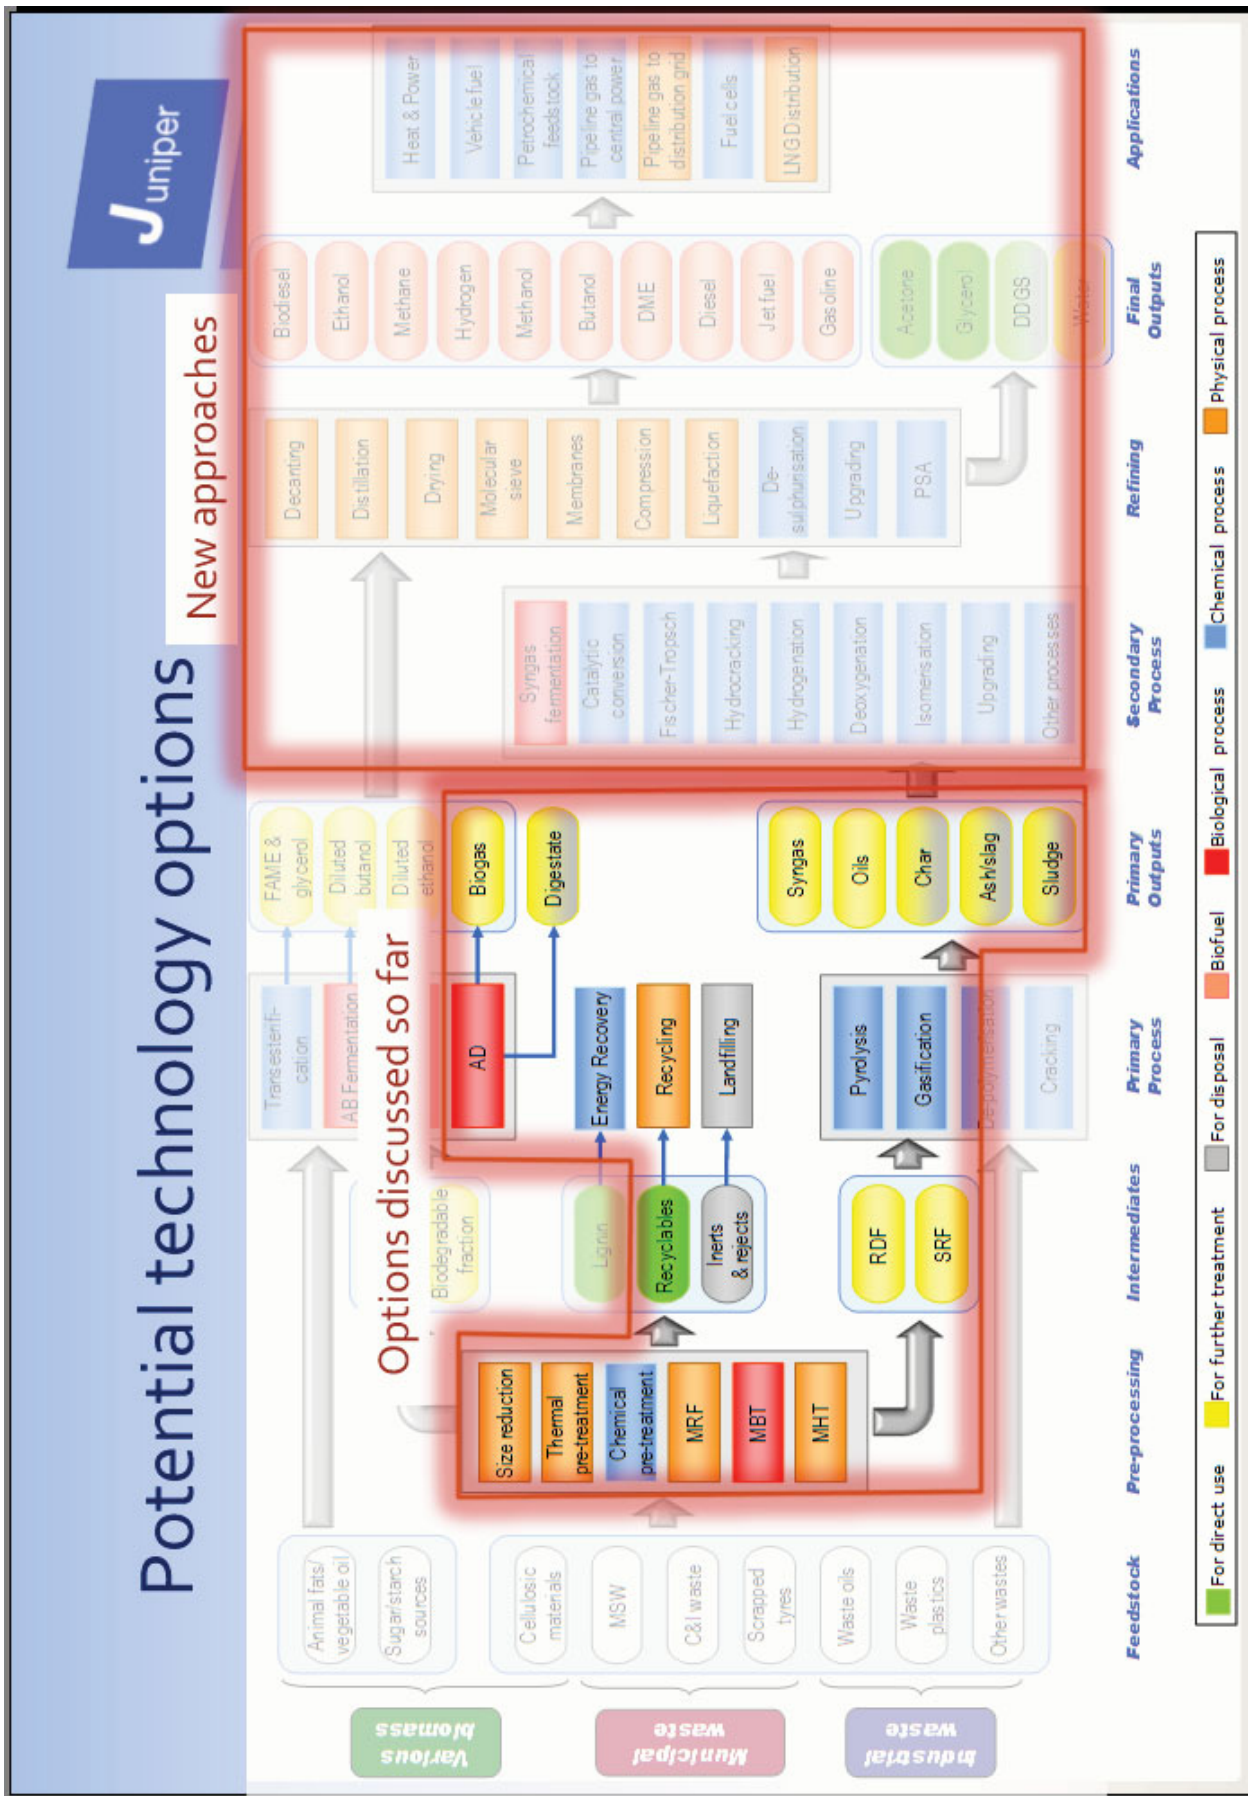 Potential technology options
Juniper
New approaches
Options discussed so far
Various
biomass
Municipal
waste
Industrial
waste
Animal fats/
vegetable oil
Sugar/starch
sources
Cellulosic
materials
MSW
C&I waste
Scrapped
tyres
Waste oils
Waste
plastics
Other wastes
Feedstock
Size reduction
Thermal
pre-treatment
Chemical
pre-treatment
MRF
MBT
MHT
Pre-processing
Biodegradable
fraction
Lignin
Recyclables
Inerts
& rejects
RDF
SRF
Intermediates
Transesterifi-
cation
AB Fermentation
AD
Energy Recovery
Recycling
Landfilling
Pyrolysis
Gasification
De-polymerisation
Cracking
Primary
Process
FAME &
glycerol
Diluted
butanol
Diluted
ethanol
Biogas
Digestate
Syngas
Oils
Char
Ash/slag
Sludge
Primary
Outputs
Syngas
fermentation
Catalytic
conversion
Fischer-Tropsch
Hydrocracking
Hydrogenation
Deoxygenation
Isomerisation
Upgrading
Other processes
Secondary
Process
Decanting
Distillation
Drying
Molecular
sieve
Membranes
Compression
Liquefaction
De-
sulphurisation
Upgrading
PSA
Refining
Biodiesel
Ethanol
Methane
Hydrogen
Methanol
Butanol
DME
Diesel
Jet fuel
Gasoline
Acetone
Glycerol
DDGS
Water
Final
Outputs
Heat & Power
Vehicle fuel
Petrochemical
feedstock
Pipeline gas to
central power
Pipeline gas to
distribution grid
Fuel cells
LNG Distribution
Applications
For direct use
For further treatment
For disposal
Biofuel
Biological process
Chemical process
Physical process